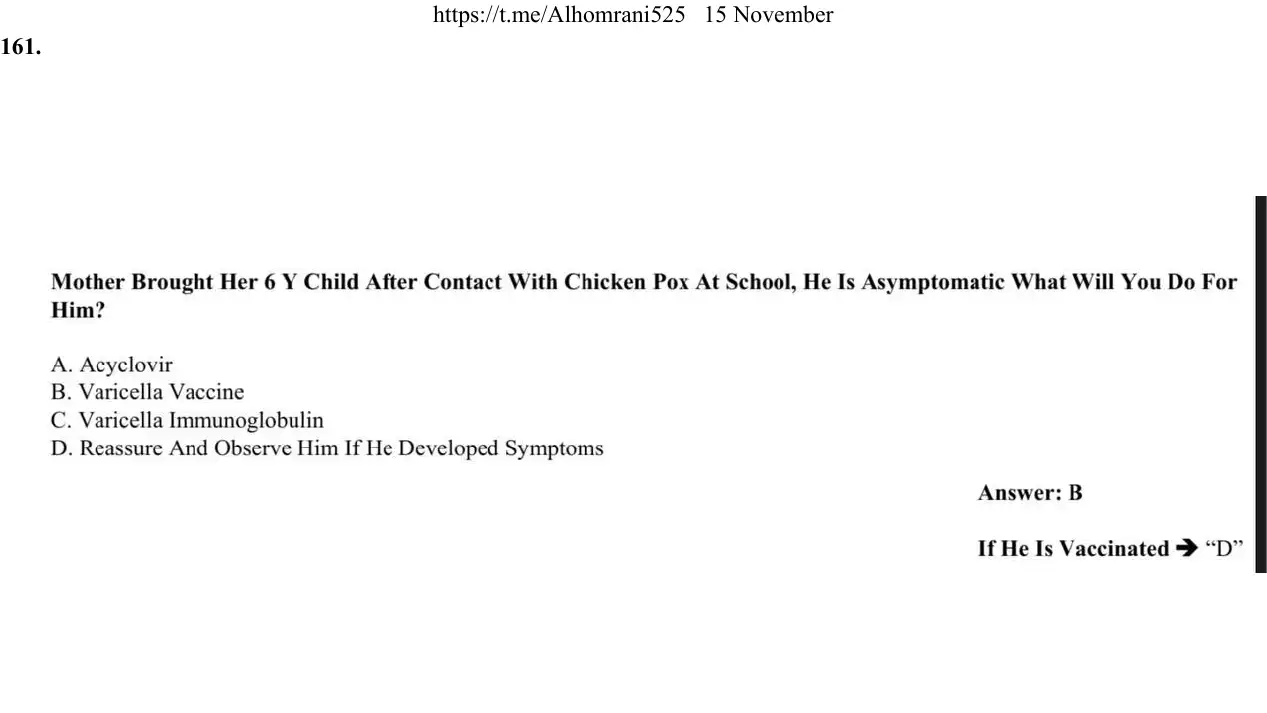 https://t.me/Alhomrani525 15 November
161.
Mother Brought Her 6 Y Child After Contact With Chicken Pox At School, He Is Asymptomatic What Will You Do For
Him?
A. Acyclovir
B. Varicella Vaccine
C. Varicella Immunoglobulin
D. Reassure And Observe Him If He Developed Symptoms
Answer: B
If He Is Vaccinated ➔ “D”